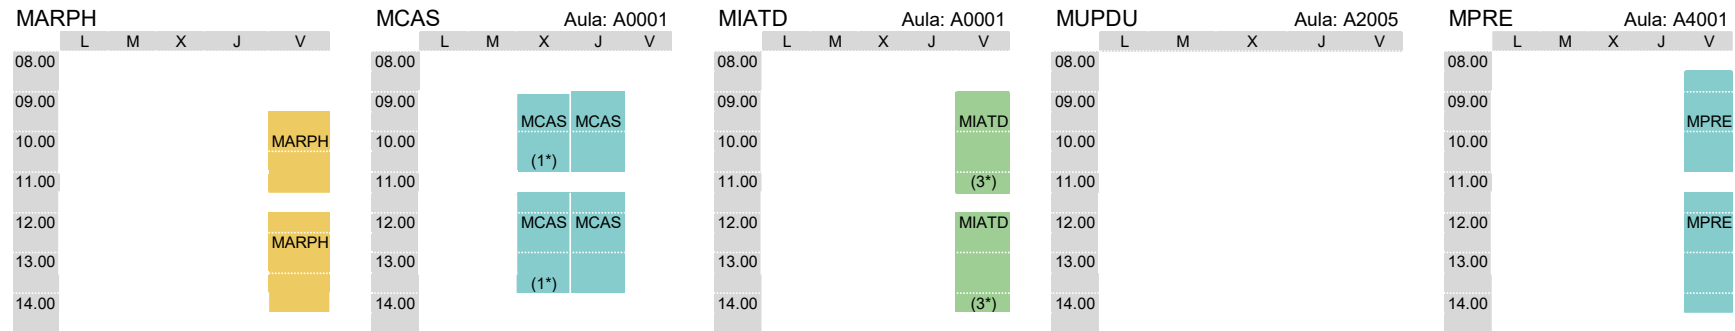 MARPH
L M X J V
08.00
09.00
MARPH
10.00
11.00
12.00
MARPH
13.00
14.00
MCAS Aula: A0001
L M X J V
08.00
09.00
MCAS MCAS
10.00
(1*)
11.00
12.00 MCAS MCAS
13.00
(1*)
14.00
MIATD Aula: A0001
L M X J V
08.00
09.00
MIATD
10.00
11.00 (3*)
12.00 MIATD
13.00
14.00 (3*)
MUPDU Aula: A2005
L M X J V
08.00
09.00
10.00
11.00
12.00
13.00
14.00
MPRE Aula: A4001
L M X J V
08.00
09.00
MPRE
10.00
11.00
12.00 MPRE
13.00
14.00